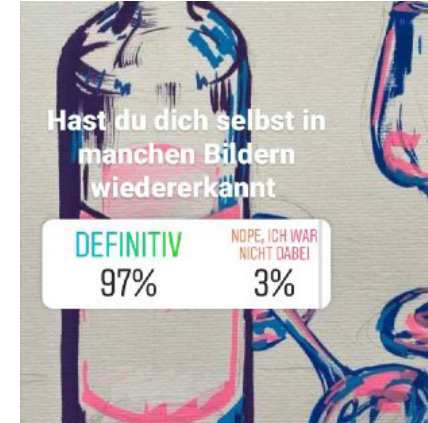 Hast du dich selbst in
manchen Bildern
wiedererkannt
DEFINITIV
97%
NOPE, ICH WAR
NICHT DABEI
3%